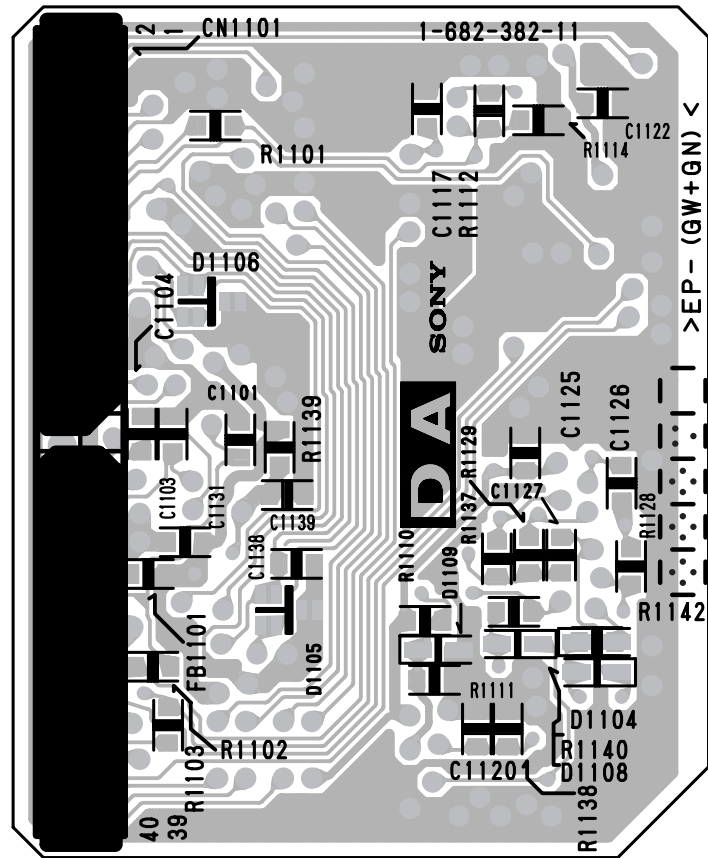 2
1
CN1101
1-682-382-11
R1101
R1114
C1122
>EP-(GW+GN)<
C1117
R1112
D1106
C1104
SONY
C1101
R1139
DA
C1125
C1126
R1129
C1127
R1137
R1128
C1103
C1131
C1139
C1138
R1110
D1109
R1142
FB1101
D1105
R1111
D1104
R1140
D1108
R1102
C1120
R1103
R1138
40
39